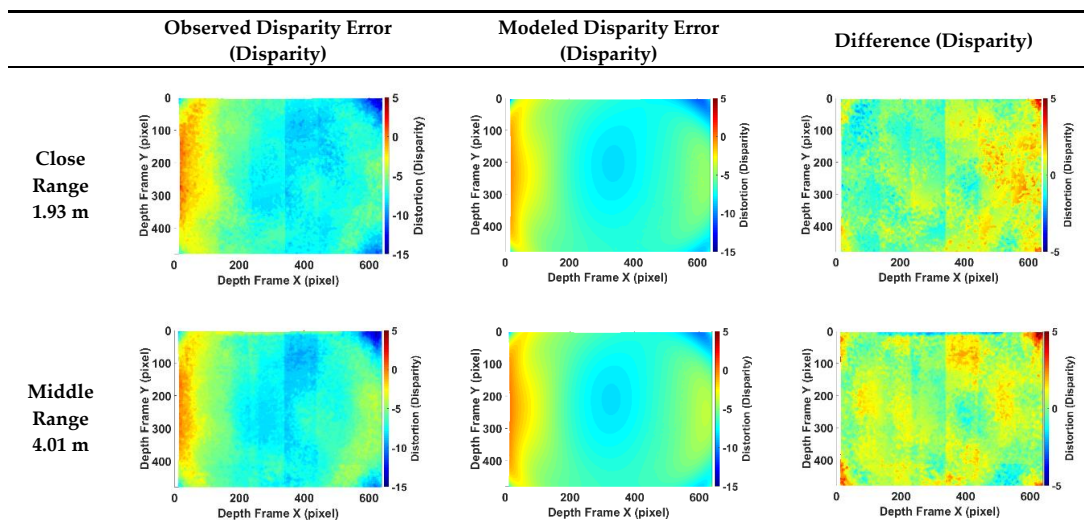 Observed Disparity Error
(Disparity)
Modeled Disparity Error
(Disparity)
Difference (Disparity)
Close
Range
1.93 m
0
100
200
300
400
Depth Frame Y (pixel)
0
200
400
600
Depth Frame X (pixel)
5
0
-5
-10
-15
Distortion (Disparity)
0
100
200
300
400
Depth Frame Y (pixel)
0
200
400
600
Depth Frame X (pixel)
5
0
-5
-10
-15
Distortion (Disparity)
0
100
200
300
400
Depth Frame Y (pixel)
0
200
400
600
Depth Frame X (pixel)
5
0
-5
Distortion (Disparity)
Middle
Range
4.01 m
0
100
200
300
400
Depth Frame Y (pixel)
0
200
400
600
Depth Frame X (pixel)
5
0
-5
-10
-15
Distortion (Disparity)
0
100
200
300
400
Depth Frame Y (pixel)
0
200
400
600
Depth Frame X (pixel)
5
0
-5
-10
-15
Distortion (Disparity)
0
100
200
300
400
Depth Frame Y (pixel)
0
200
400
600
Depth Frame X (pixel)
5
0
-5
Distortion (Disparity)